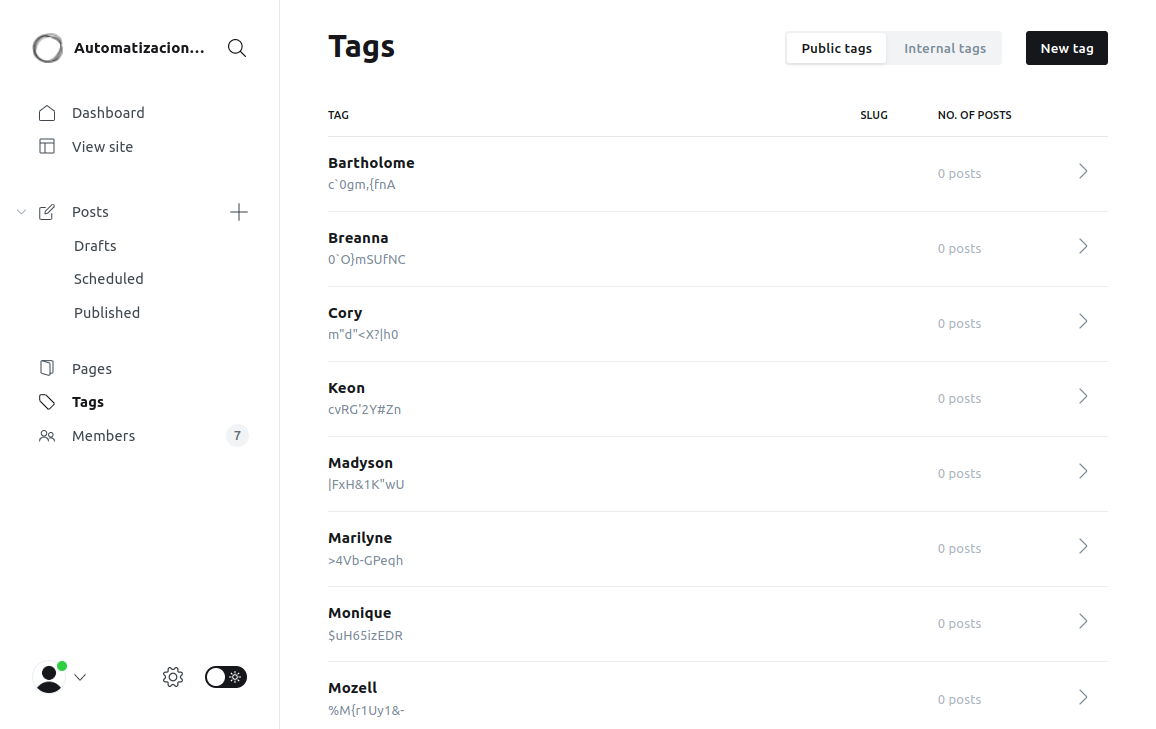 Automatizacion...
Dashboard
View site
Posts
Drafts
Scheduled
Published
Pages
Tags
Members 7
Tags
Public tags Internal tags New tag
TAG SLUG NO. OF POSTS
Bartholome
c`0gm,{fnA
0 posts
Breanna
0`O}mSUfNC
0 posts
Cory
m"d"<X?|h0
0 posts
Keon
cvRG'2Y#Zn
0 posts
Madyson
|FxH&1K"wU
0 posts
Marilyne
>4Vb-GPeqh
0 posts
Monique
$uH65izEDR
0 posts
Mozell
%M{r1Uy1&-
0 posts